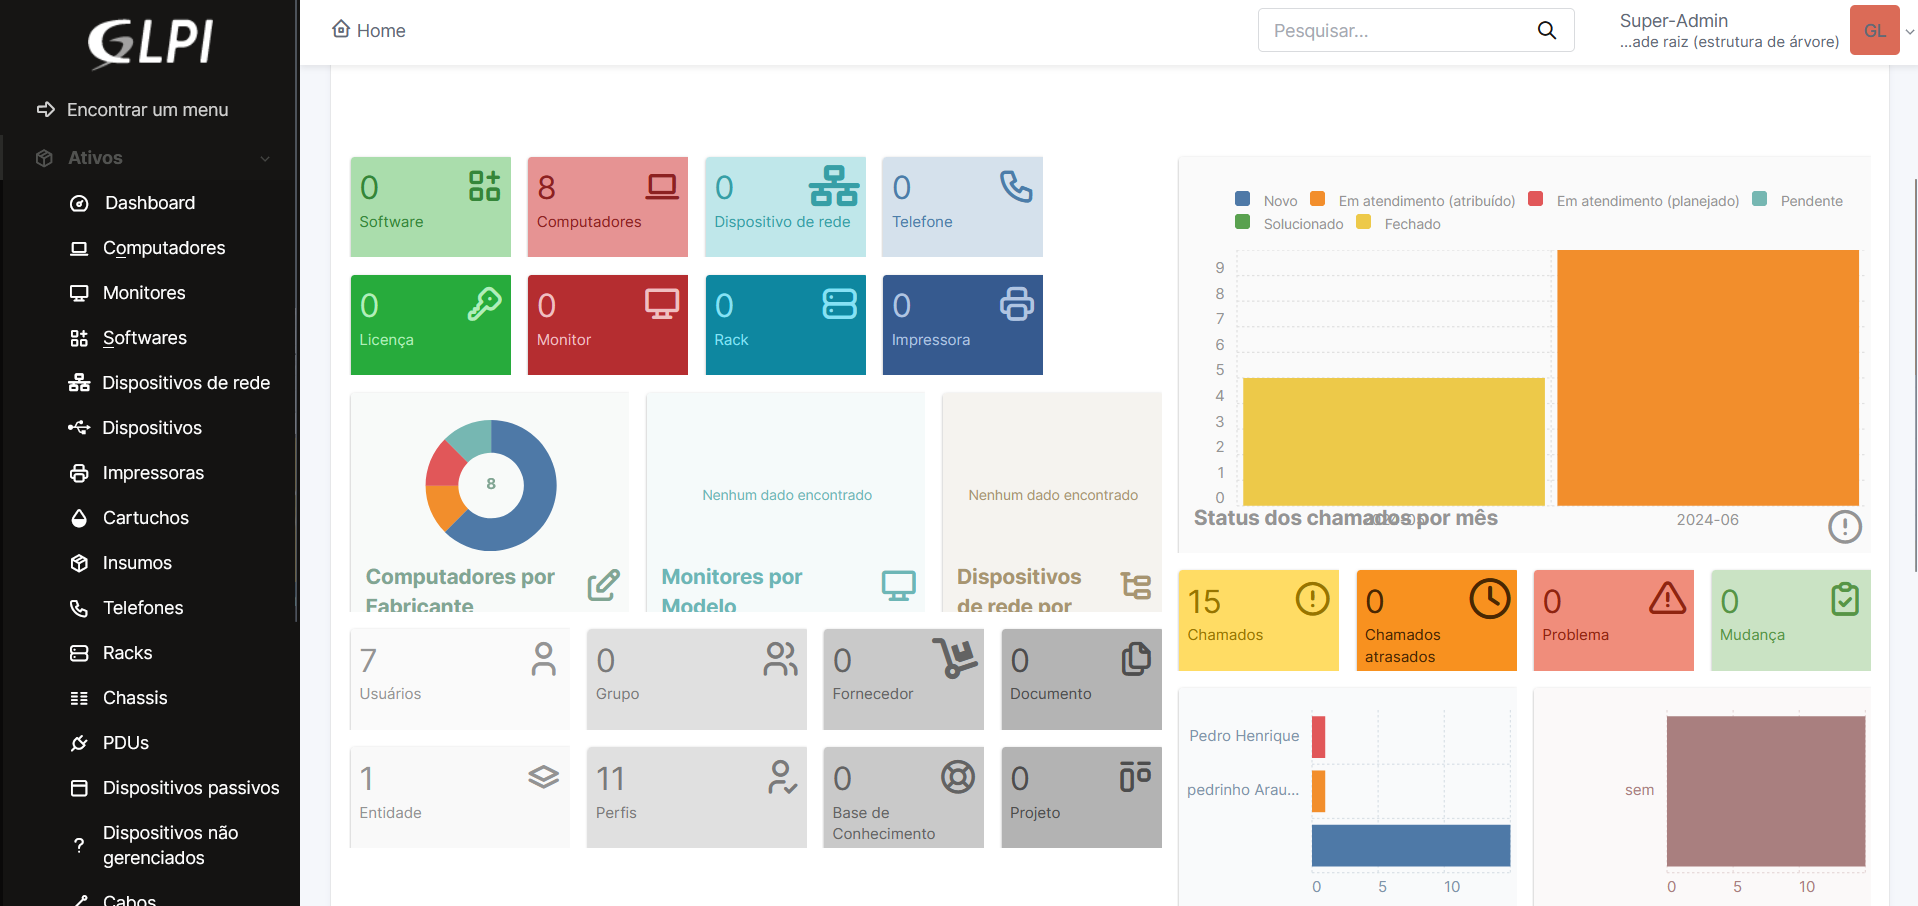 GLPI
Home
Pesquisar...
Super-Admin
...ade raiz (estrutura de árvore)
GL
Encontrar um menu
Ativos
Dashboard
Computadores
Monitores
Softwares
Dispositivos de rede
Dispositivos
Impressoras
Cartuchos
Insumos
Telefones
Racks
Chassis
PDUs
Dispositivos passivos
Dispositivos não
gerenciados
Cabos
0
Software
8
Computadores
0
Dispositivo de rede
0
Telefone
0
Licença
0
Monitor
0
Rack
0
Impressora
8
Computadores por
Fabricante
Nenhum dado encontrado
Monitores por
Modelo
Nenhum dado encontrado
Dispositivos
de rede por
7
Usuários
0
Grupo
0
Fornecedor
0
Documento
1
Entidade
11
Perfis
0
Base de
Conhecimento
0
Projeto
Novo
Em atendimento (atribuído)
Em atendimento (planejado)
Pendente
Solucionado
Fechado
9
8
7
6
5
4
3
2
1
0
2024-06
Status dos chamados por mês
15
Chamados
0
Chamados
atrasados
0
Problema
0
Mudança
Pedro Henrique
pedrinho Arau...
0 5 10
sem
0 5 10